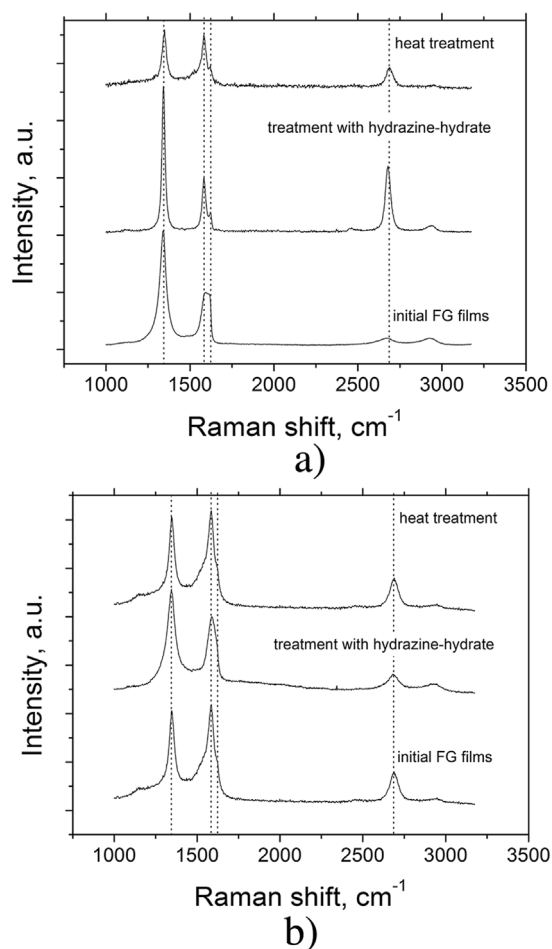 heat treatment
treatment with hydrazine-hydrate
initial FG films
Intensity, a.u.
1000 1500 2000 2500 3000 3500
Raman shift, cm⁻¹
a)
heat treatment
treatment with hydrazine-hydrate
initial FG films
Intensity, a.u.
1000 1500 2000 2500 3000 3500
Raman shift, cm⁻¹
b)